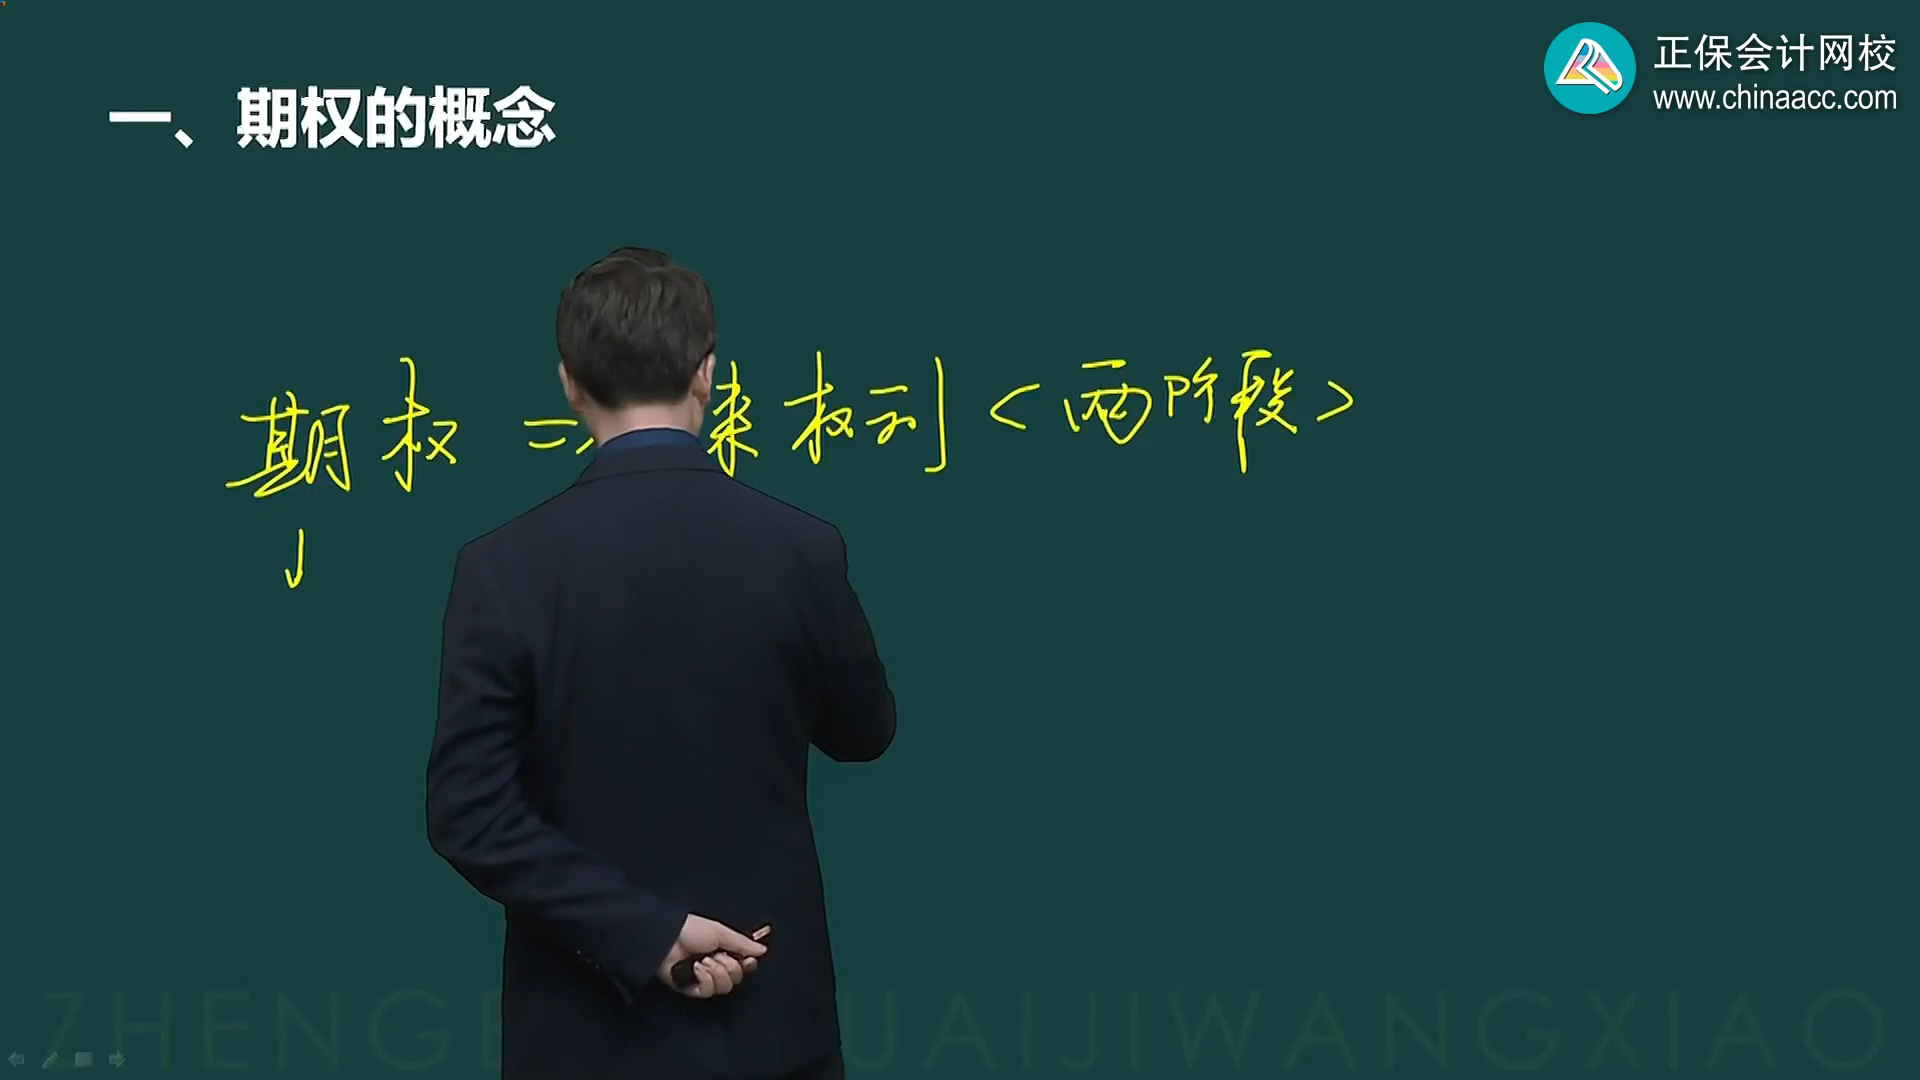 正保会计网校
www.chinaacc.com
一、期权的概念
期权 ⇒ 来权利<两阶段>
↓
ZHENG UAIJIWANGXIAO